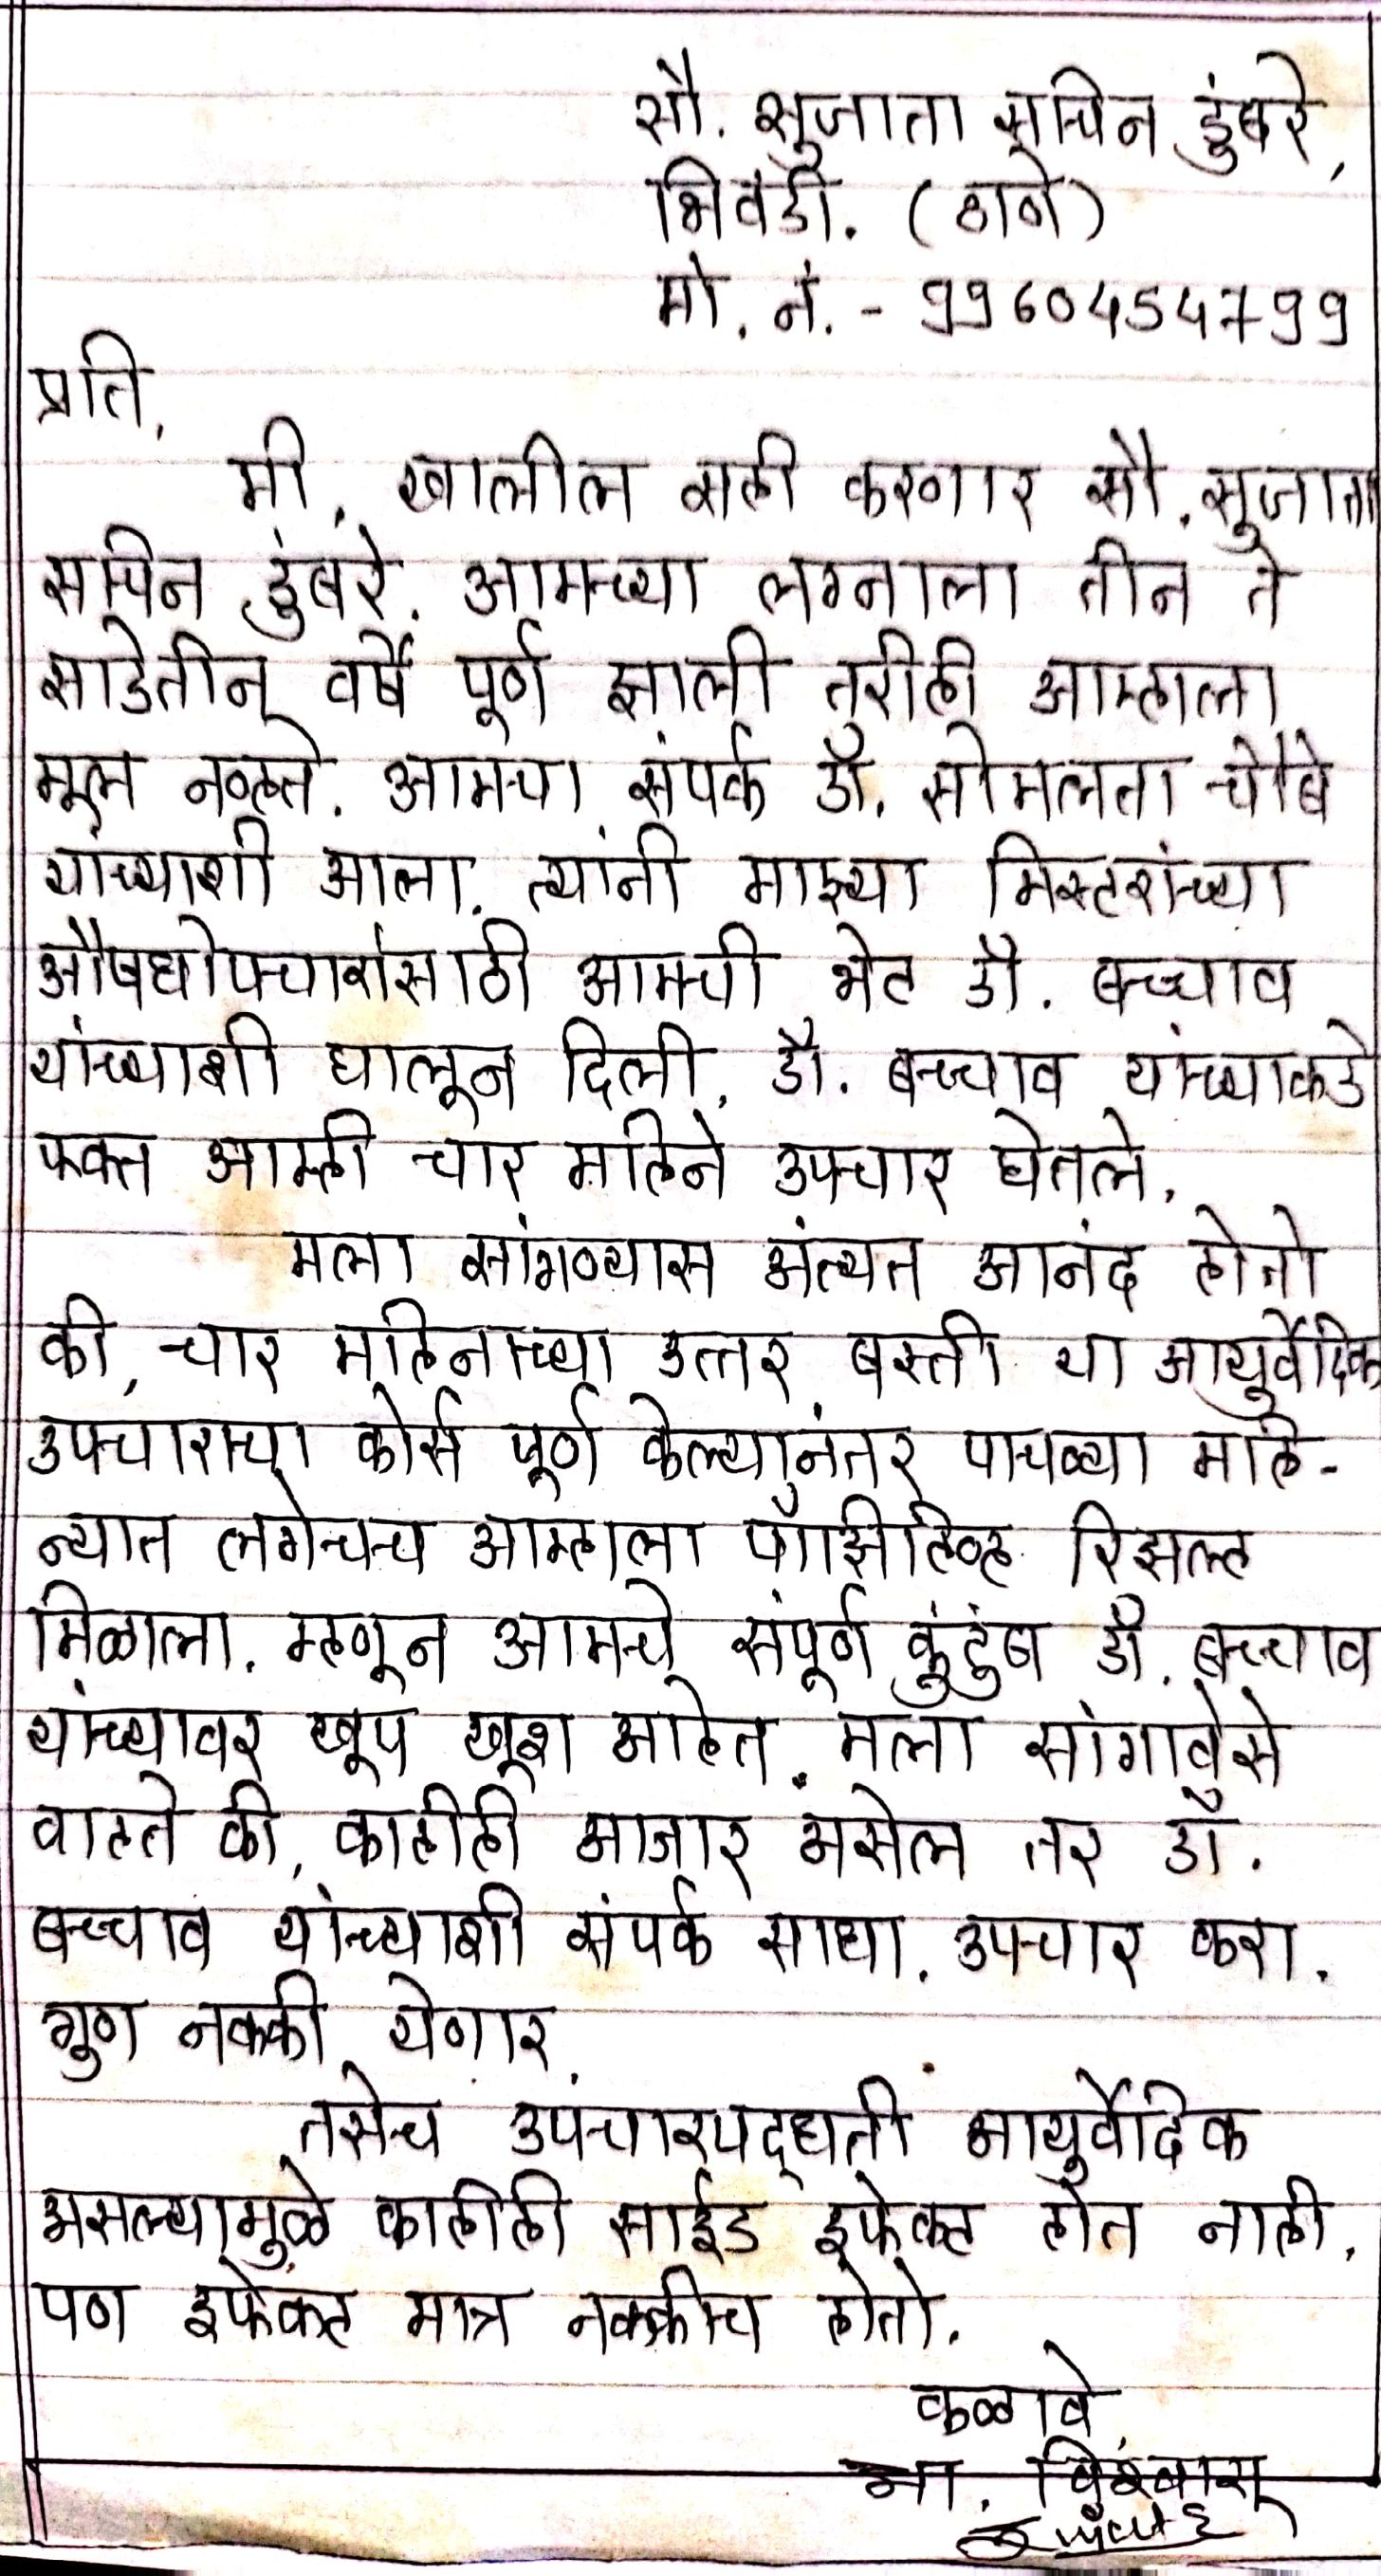 सौ. सुजाता सचिन डुंबरे,
भिवंडी. (ठाणे)
मो. नं. - 9960454799
प्रति,
मी, खालील सही करणार सौ. सुजाता
सचिन डुंबरे. आमच्या लग्नाला तीन ते
साडेतीन वर्षे पूर्ण झाली तरीही आम्हाला
मूल नव्हते. आमचा संपर्क डॉ. सोमलता चौबे
यांच्याशी आला. त्यांनी माझ्या मिस्टरांच्या
औषधोपचारांसाठी आमची भेट डॉ. बच्चाव
यांच्याशी घालून दिली. डॉ. बच्चाव यांच्याकडे
फक्त आम्ही चार महिने उपचार घेतले.
मला सांगण्यास अंत्यत आनंद होतो
की, चार महिनाच्या उत्तर बस्ती या आयुर्वेदिक
उपचाराचा कोर्स पूर्ण केल्यानंतर पाचव्या महि-
न्यात लगेचच आम्हाला पॉझीटिव्ह रिझल्ट
मिळाला. म्हणून आमचे संपूर्ण कुंटुंब डॉ. बच्चाव
यांच्यावर खूप खूश आहेत. मला सांगावेसे
वाटते की, काहीही आजार असेल तर डॉ.
बच्चाव यांच्याशी संपर्क साधा. उपचार करा.
गुण नक्की येणार.
तसेच उपचारपद्धती आयुर्वेदिक
असल्यामुळे काहीही साईड इफेक्ट होत नाही.
पण इफेक्ट मात्र नक्कीच होतो.
कळावे,
आ. विश्वासू